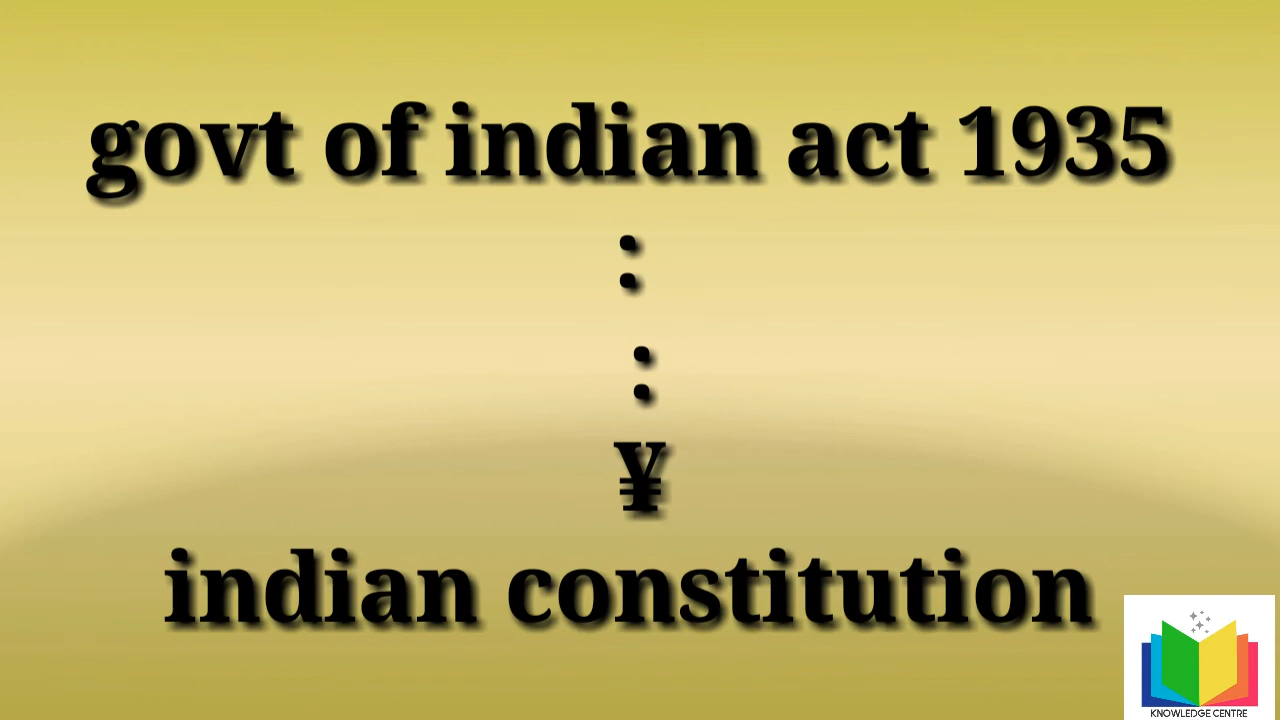 govt of indian act 1935
:
:
¥
indian constitution
KNOWLEDGE CENTRE